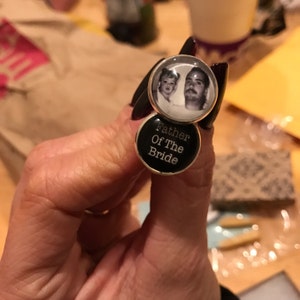 Father
Of The
Bride